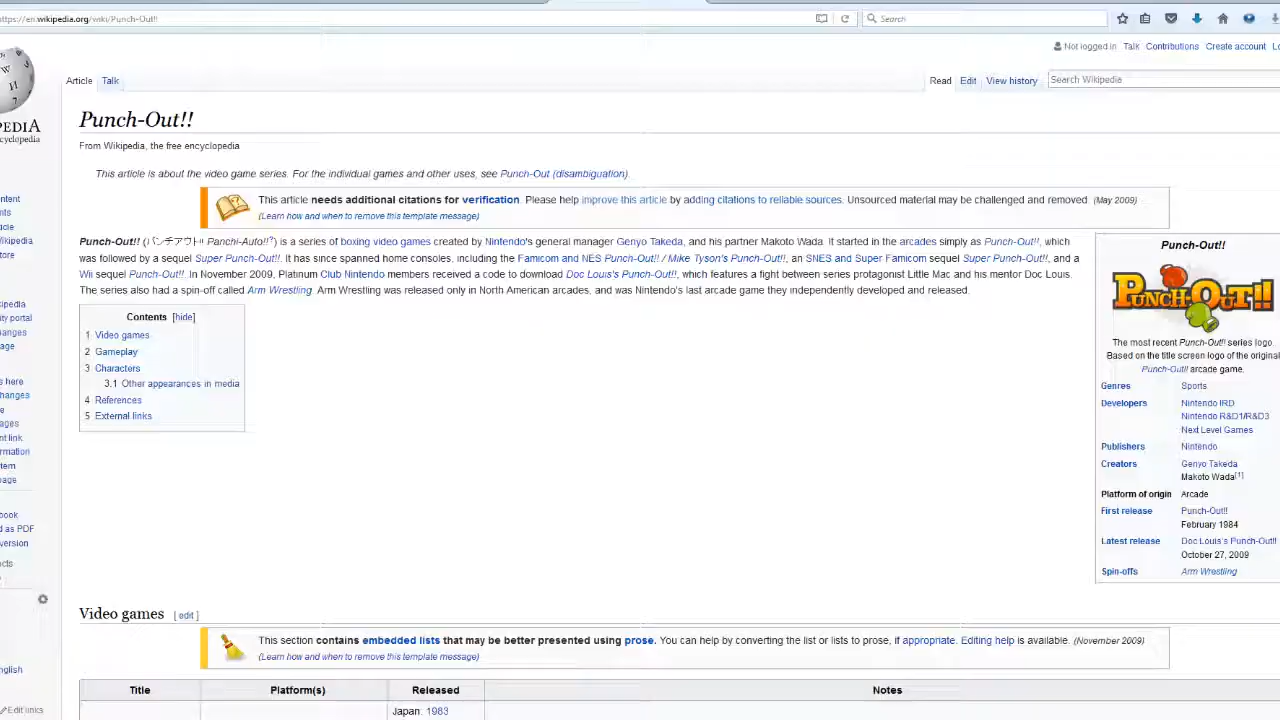 https://en.wikipedia.org/wiki/Punch-Out!!
Search
Not logged in Talk Contributions Create account
Article Talk
Read Edit View history
Search Wikipedia
PEDIA
cyclopedia
Punch-Out!!
From Wikipedia, the free encyclopedia
This article is about the video game series. For the individual games and other uses, see Punch-Out (disambiguation).
This article needs additional citations for verification. Please help improve this article by adding citations to reliable sources. Unsourced material may be challenged and removed. (May 2009)
(Learn how and when to remove this template message)
Punch-Out!! (パンチアウト!! Panchi-Auto!!?) is a series of boxing video games created by Nintendo's general manager Genyo Takeda, and his partner Makoto Wada. It started in the arcades simply as Punch-Out!!, which
was followed by a sequel Super Punch-Out!!. It has since spanned home consoles, including the Famicom and NES Punch-Out!! / Mike Tyson's Punch-Out!!, an SNES and Super Famicom sequel Super Punch-Out!!, and a
Wii sequel Punch-Out!!. In November 2009, Platinum Club Nintendo members received a code to download Doc Louis's Punch-Out!!, which features a fight between series protagonist Little Mac and his mentor Doc Louis.
The series also had a spin-off called Arm Wrestling. Arm Wrestling was released only in North American arcades, and was Nintendo's last arcade game they independently developed and released.
Contents [hide]
1 Video games
2 Gameplay
3 Characters
3.1 Other appearances in media
4 References
5 External links
Punch-Out!!
PUNCH-OUT!!
The most recent Punch-Out!! series logo.
Based on the title screen logo of the original
Punch-Out!! arcade game.
Genres Sports
Developers Nintendo IRD
Nintendo R&D1/R&D3
Next Level Games
Publishers Nintendo
Creators Genyo Takeda
Makoto Wada[1]
Platform of origin Arcade
First release Punch-Out!!
February 1984
Latest release Doc Louis's Punch-Out!!
October 27, 2009
Spin-offs Arm Wrestling
Video games [ edit ]
This section contains embedded lists that may be better presented using prose. You can help by converting the list or lists to prose, if appropriate. Editing help is available. (November 2009)
(Learn how and when to remove this template message)
Title Platform(s) Released Notes
Japan: 1983
Edit links